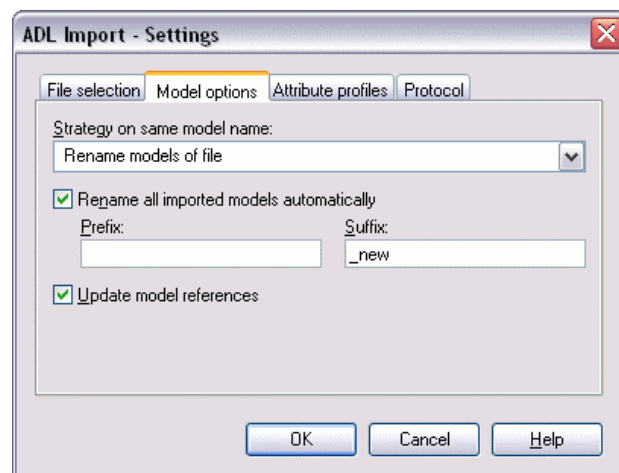 ADL Import - Settings
File selection Model options Attribute profiles Protocol
Strategy on same model name:
Rename models of file
Rename all imported models automatically
Prefix: Suffix:
_new
Update model references
OK Cancel Help